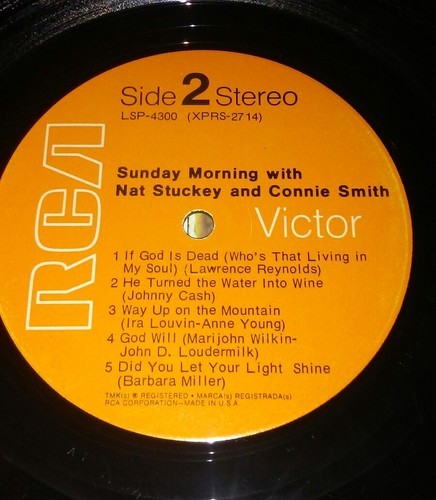 Side 2 Stereo
LSP-4300 (XPRS-2714)
RCA
Sunday Morning with
Nat Stuckey and Connie Smith
Victor
1 If God Is Dead (Who's That Living in
My Soul) (Lawrence Reynolds)
2 He Turned the Water Into Wine
(Johnny Cash)
3 Way Up on the Mountain
(Ira Louvin-Anne Young)
4 God Will (Marijohn Wilkin-
John D. Loudermilk)
5 Did You Let Your Light Shine
(Barbara Miller)
TMK(s) ® REGISTERED • MARCA(s) REGISTRADA(s)
RCA CORPORATION—MADE IN U.S.A.